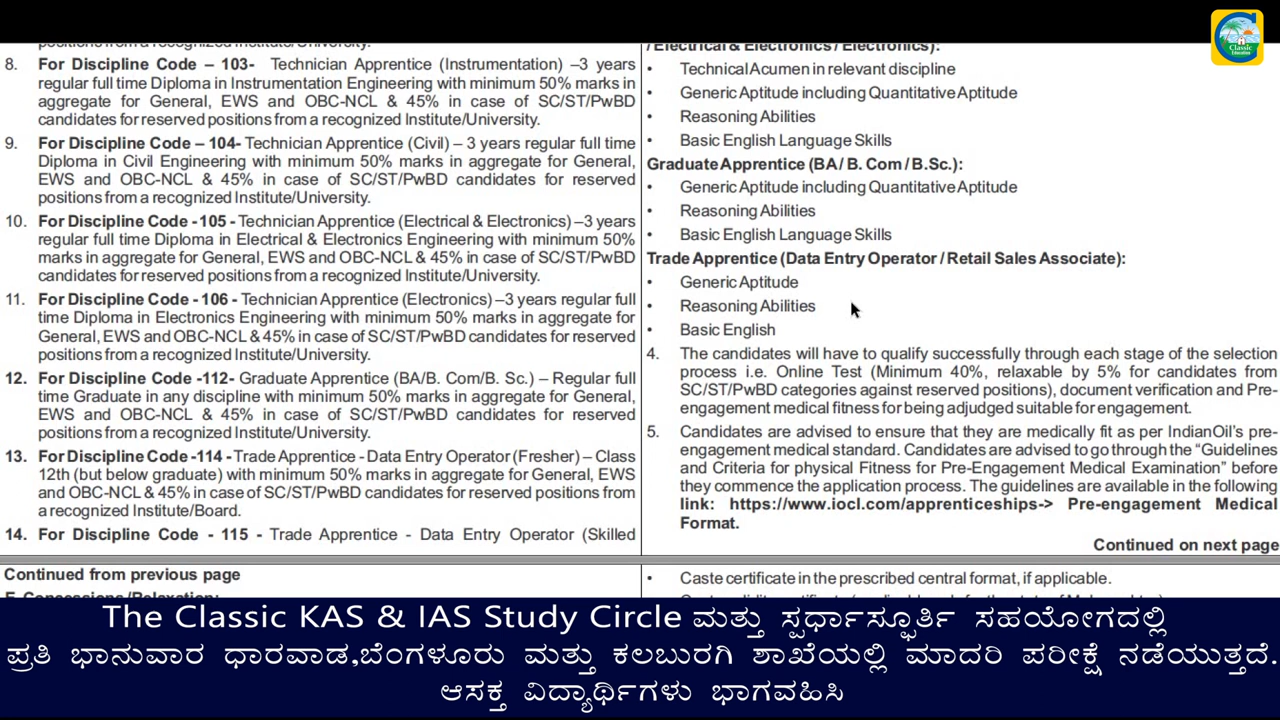 Classic
Education
positions from a recognized Institute/University.
8. For Discipline Code – 103- Technician Apprentice (Instrumentation) –3 years
regular full time Diploma in Instrumentation Engineering with minimum 50% marks in
aggregate for General, EWS and OBC-NCL & 45% in case of SC/ST/PwBD
candidates for reserved positions from a recognized Institute/University.
9. For Discipline Code – 104- Technician Apprentice (Civil) – 3 years regular full time
Diploma in Civil Engineering with minimum 50% marks in aggregate for General,
EWS and OBC-NCL & 45% in case of SC/ST/PwBD candidates for reserved
positions from a recognized Institute/University.
10. For Discipline Code - 105 - Technician Apprentice (Electrical & Electronics) –3 years
regular full time Diploma in Electrical & Electronics Engineering with minimum 50%
marks in aggregate for General, EWS and OBC-NCL & 45% in case of SC/ST/PwBD
candidates for reserved positions from a recognized Institute/University.
11. For Discipline Code - 106 - Technician Apprentice (Electronics) –3 years regular full
time Diploma in Electronics Engineering with minimum 50% marks in aggregate for
General, EWS and OBC-NCL & 45% in case of SC/ST/PwBD candidates for reserved
positions from a recognized Institute/University.
12. For Discipline Code -112- Graduate Apprentice (BA/B. Com/B. Sc.) – Regular full
time Graduate in any discipline with minimum 50% marks in aggregate for General,
EWS and OBC-NCL & 45% in case of SC/ST/PwBD candidates for reserved
positions from a recognized Institute/University.
13. For Discipline Code -114 - Trade Apprentice - Data Entry Operator (Fresher) – Class
12th (but below graduate) with minimum 50% marks in aggregate for General, EWS
and OBC-NCL & 45% in case of SC/ST/PwBD candidates for reserved positions from
a recognized Institute/Board.
14. For Discipline Code - 115 - Trade Apprentice - Data Entry Operator (Skilled
Continued from previous page
F. Concessions/Relaxation:
/ Electrical & Electronics / Electronics):
• Technical Acumen in relevant discipline
• Generic Aptitude including Quantitative Aptitude
• Reasoning Abilities
• Basic English Language Skills
Graduate Apprentice (BA / B. Com / B.Sc.):
• Generic Aptitude including Quantitative Aptitude
• Reasoning Abilities
• Basic English Language Skills
Trade Apprentice (Data Entry Operator / Retail Sales Associate):
• Generic Aptitude
• Reasoning Abilities
• Basic English
4. The candidates will have to qualify successfully through each stage of the selection
process i.e. Online Test (Minimum 40%, relaxable by 5% for candidates from
SC/ST/PwBD categories against reserved positions), document verification and Pre-
engagement medical fitness for being adjudged suitable for engagement.
5. Candidates are advised to ensure that they are medically fit as per IndianOil's pre-
engagement medical standard. Candidates are advised to go through the “Guidelines
and Criteria for physical Fitness for Pre-Engagement Medical Examination” before
they commence the application process. The guidelines are available in the following
link: https://www.iocl.com/apprenticeships-> Pre-engagement Medical
Format.
Continued on next page
• Caste certificate in the prescribed central format, if applicable.
The Classic KAS & IAS Study Circle ಮತ್ತು ಸ್ಪರ್ಧಾಸ್ಫೂರ್ತಿ ಸಹಯೋಗದಲ್ಲಿ
ಪ್ರತಿ ಭಾನುವಾರ ಧಾರವಾಡ,ಬೆಂಗಳೂರು ಮತ್ತು ಕಲಬುರಗಿ ಶಾಖೆಯಲ್ಲಿ ಮಾದರಿ ಪರೀಕ್ಷೆ ನಡೆಯುತ್ತದೆ.
ಆಸಕ್ತ ವಿದ್ಯಾರ್ಥಿಗಳು ಭಾಗವಹಿಸಿ